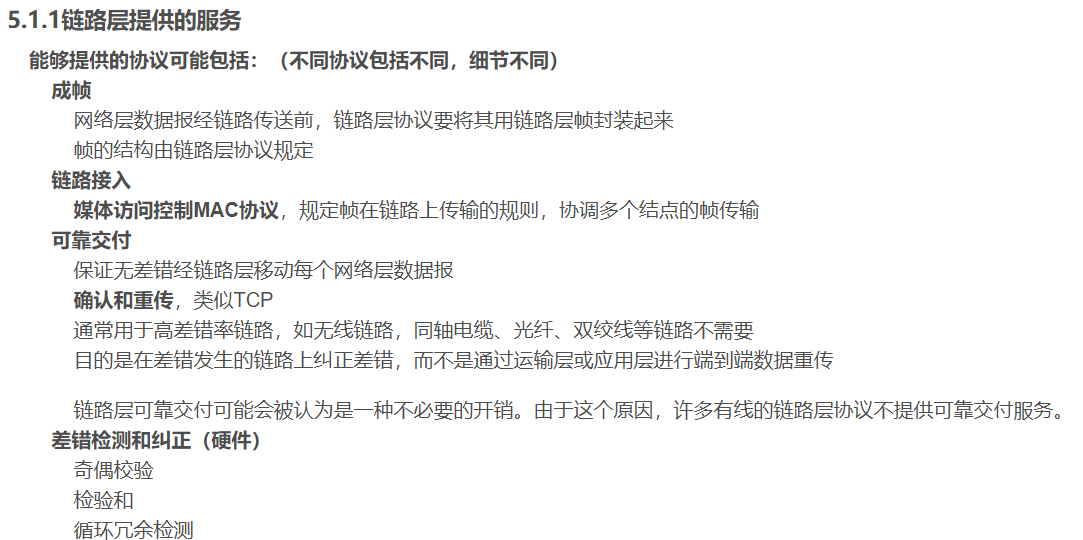 5.1.1链路层提供的服务
能够提供的协议可能包括：（不同协议包括不同，细节不同）
成帧
网络层数据报经链路传送前，链路层协议要将其用链路层帧封装起来
帧的结构由链路层协议规定
链路接入
媒体访问控制MAC协议，规定帧在链路上传输的规则，协调多个结点的帧传输
可靠交付
保证无差错经链路层移动每个网络层数据报
确认和重传，类似TCP
通常用于高差错率链路，如无线链路，同轴电缆、光纤、双绞线等链路不需要
目的是在差错发生的链路上纠正差错，而不是通过运输层或应用层进行端到端数据重传
链路层可靠交付可能会被认为是一种不必要的开销。由于这个原因，许多有线的链路层协议不提供可靠交付服务。
差错检测和纠正（硬件）
奇偶校验
检验和
循环冗余检测